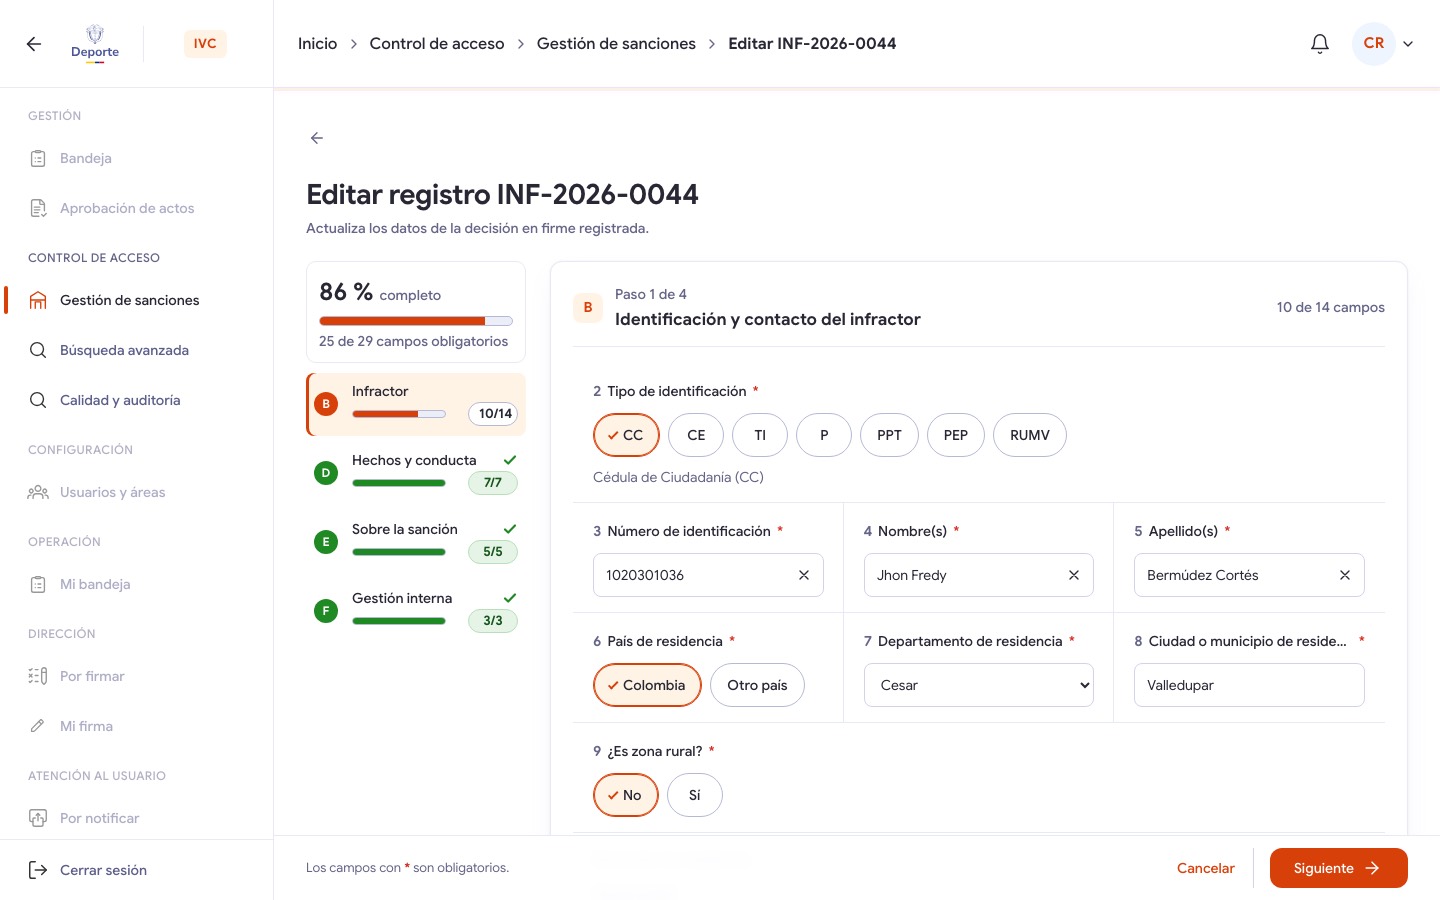 Deporte
IVC
Inicio > Control de acceso > Gestión de sanciones > Editar INF-2026-0044
CR
GESTIÓN
Bandeja
Aprobación de actos
CONTROL DE ACCESO
Gestión de sanciones
Búsqueda avanzada
Calidad y auditoría
CONFIGURACIÓN
Usuarios y áreas
OPERACIÓN
Mi bandeja
DIRECCIÓN
Por firmar
Mi firma
ATENCIÓN AL USUARIO
Por notificar
Cerrar sesión
Editar registro INF-2026-0044
Actualiza los datos de la decisión en firme registrada.
86 % completo
25 de 29 campos obligatorios
B Infractor
10/14
D Hechos y conducta
7/7
E Sobre la sanción
5/5
F Gestión interna
3/3
B
Paso 1 de 4
Identificación y contacto del infractor
10 de 14 campos
2 Tipo de identificación *
CC CE TI P PPT PEP RUMV
Cédula de Ciudadanía (CC)
3 Número de identificación * 4 Nombre(s) * 5 Apellido(s) *
1020301036 Jhon Fredy Bermúdez Cortés
6 País de residencia * 7 Departamento de residencia * 8 Ciudad o municipio de reside... *
Colombia Otro país Cesar Valledupar
9 ¿Es zona rural? *
No Sí
Los campos con * son obligatorios.
Cancelar
Siguiente